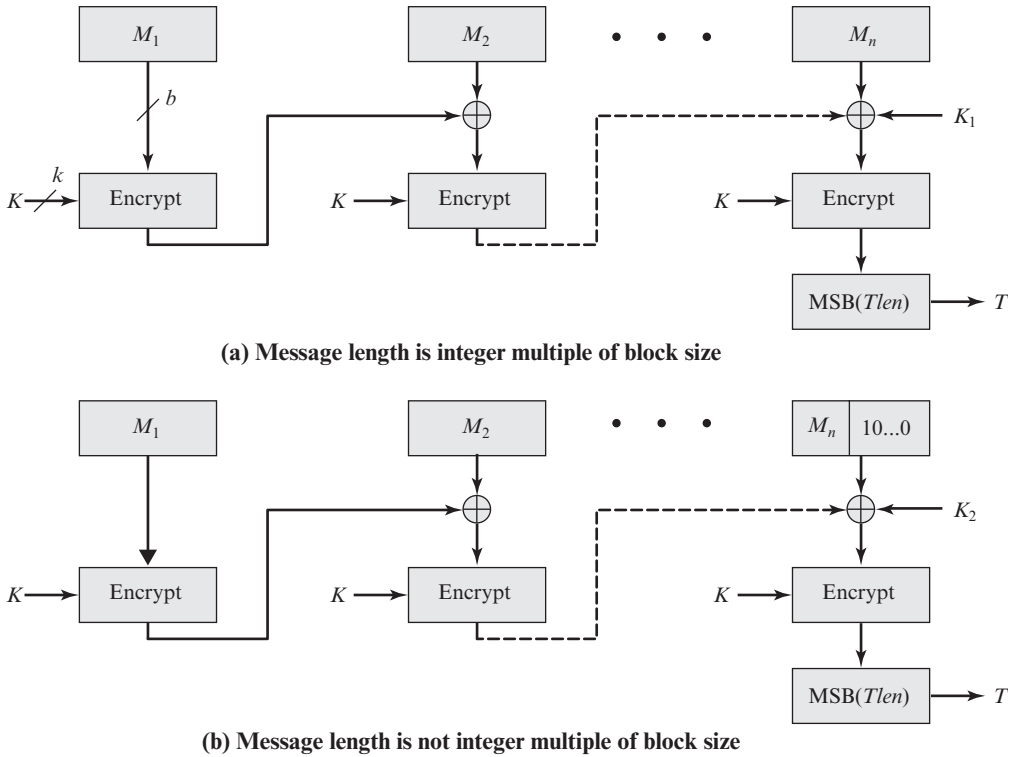 M1 M2 Mn
b
K1
k
K Encrypt K Encrypt K Encrypt
MSB(Tlen) T
(a) Message length is integer multiple of block size
M1 M2 Mn 10...0
K2
K Encrypt K Encrypt K Encrypt
MSB(Tlen) T
(b) Message length is not integer multiple of block size